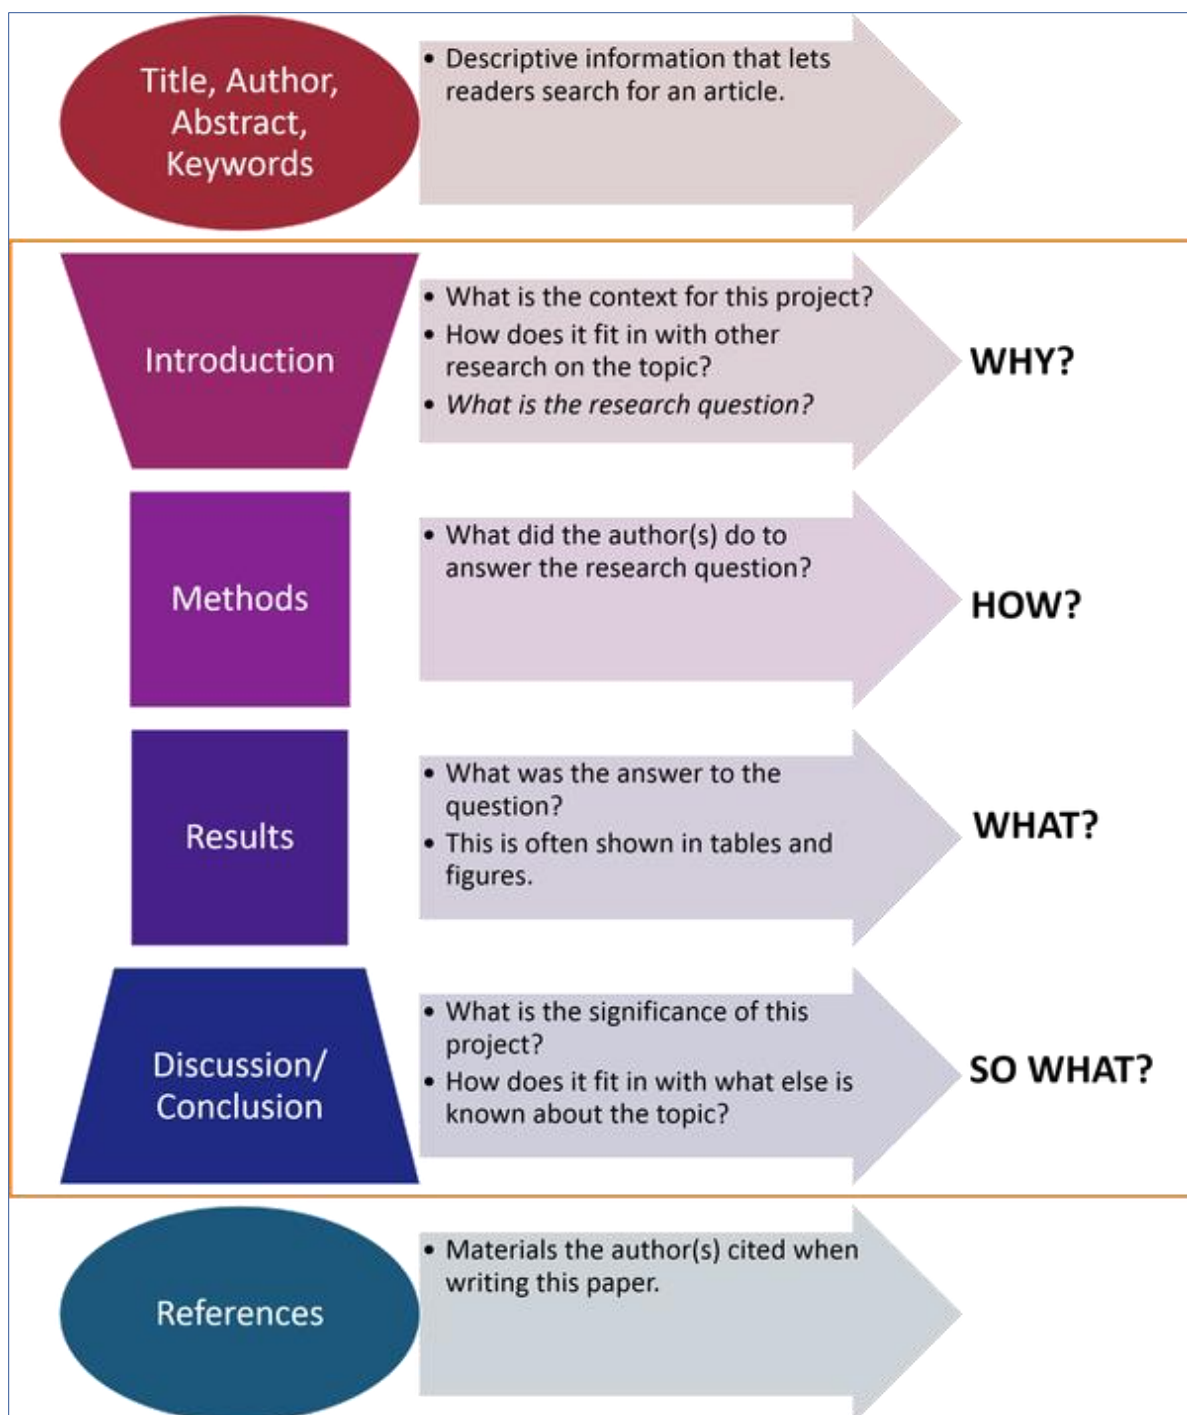 Title, Author,
Abstract,
Keywords
• Descriptive information that lets
readers search for an article.
Introduction
• What is the context for this project?
• How does it fit in with other
research on the topic?
• What is the research question?
WHY?
Methods
• What did the author(s) do to
answer the research question?
HOW?
Results
• What was the answer to the
question?
• This is often shown in tables and
figures.
WHAT?
Discussion/
Conclusion
• What is the significance of this
project?
• How does it fit in with what else is
known about the topic?
SO WHAT?
References
• Materials the author(s) cited when
writing this paper.